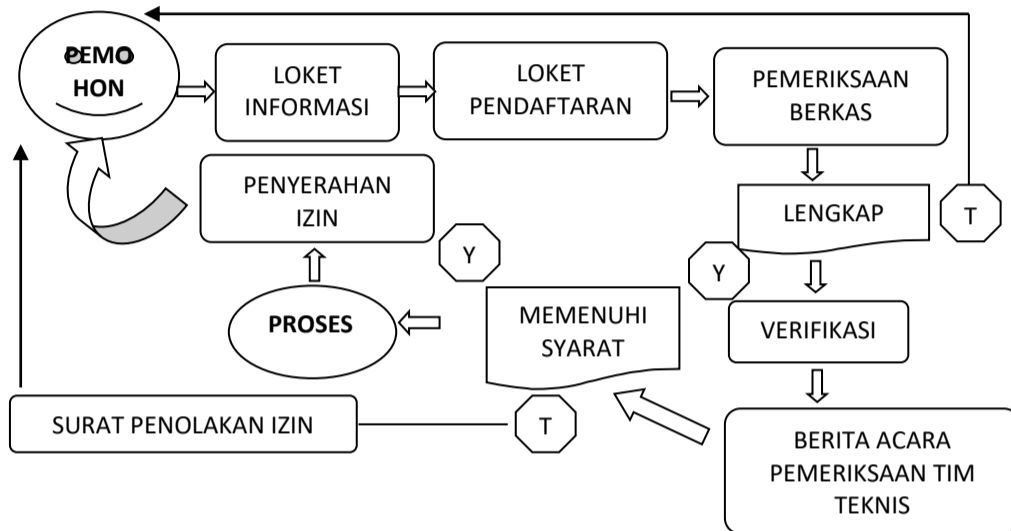 PEMO
HON
LOKET
INFORMASI
LOKET
PENDAFTARAN
PEMERIKSAAN
BERKAS
PENYERAHAN
IZIN
LENGKAP
T
Y
Y
PROSES
MEMENUHI
SYARAT
VERIFIKASI
SURAT PENOLAKAN IZIN
T
BERITA ACARA
PEMERIKSAAN TIM
TEKNIS